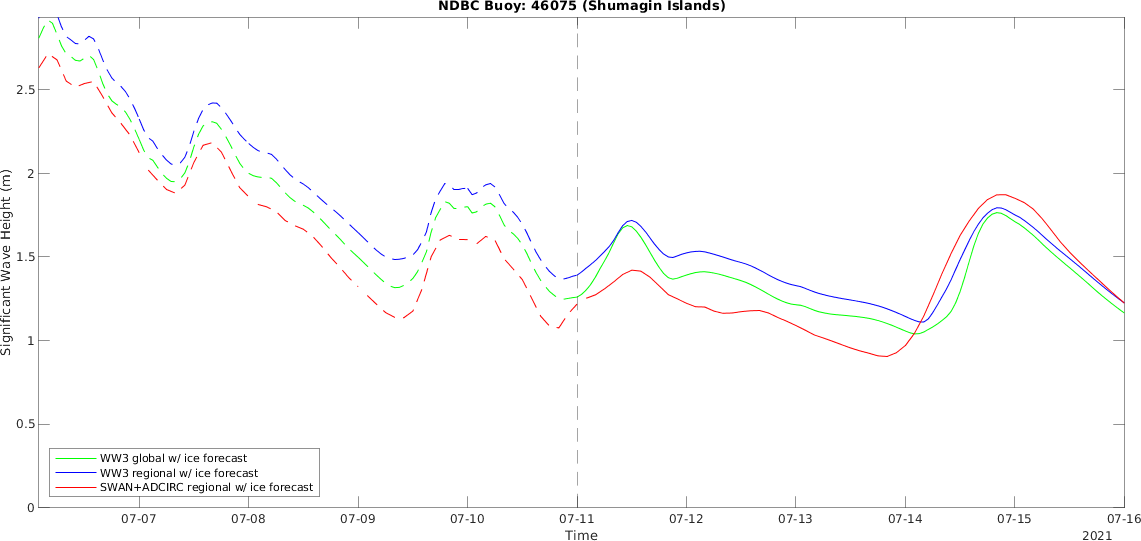 NDBC Buoy: 46075 (Shumagin Islands)
Significant Wave Height (m)
2.5
2
1.5
1
0.5
0
WW3 global w/ ice forecast
WW3 regional w/ ice forecast
SWAN+ADCIRC regional w/ ice forecast
07-07 07-08 07-09 07-10 07-11 07-12 07-13 07-14 07-15 07-16
Time
2021